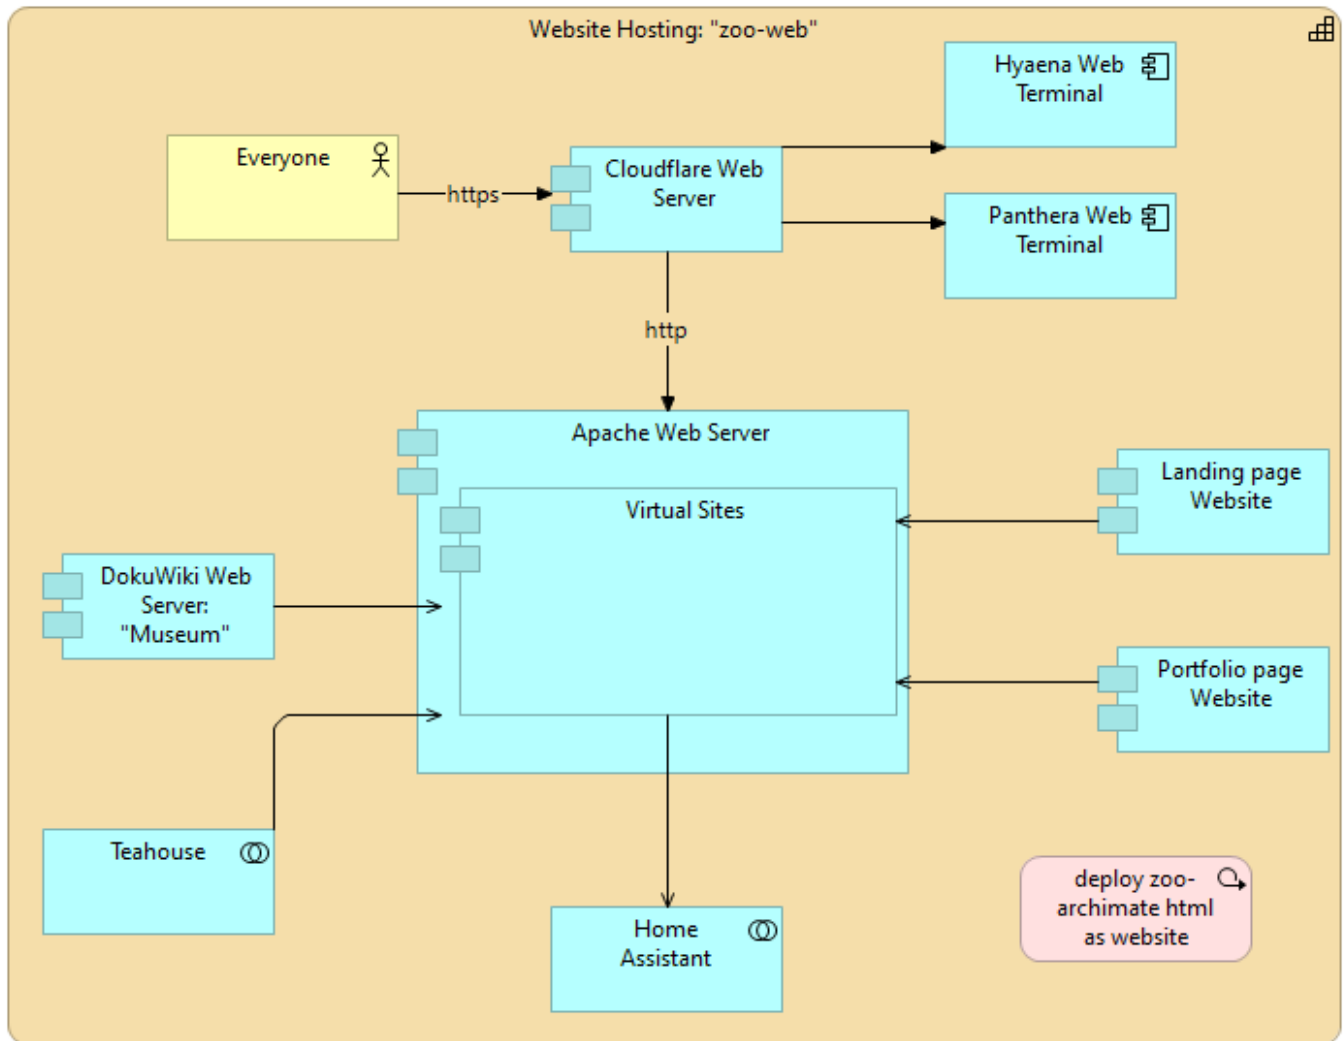 Website Hosting: "zoo-web"
Hyaena Web
Terminal
Everyone
https
Cloudflare Web
Server
Panthera Web
Terminal
http
Apache Web Server
Virtual Sites
Landing page
Website
DokuWiki Web
Server:
"Museum"
Portfolio page
Website
Teahouse
Home
Assistant
deploy zoo-
archimate html
as website